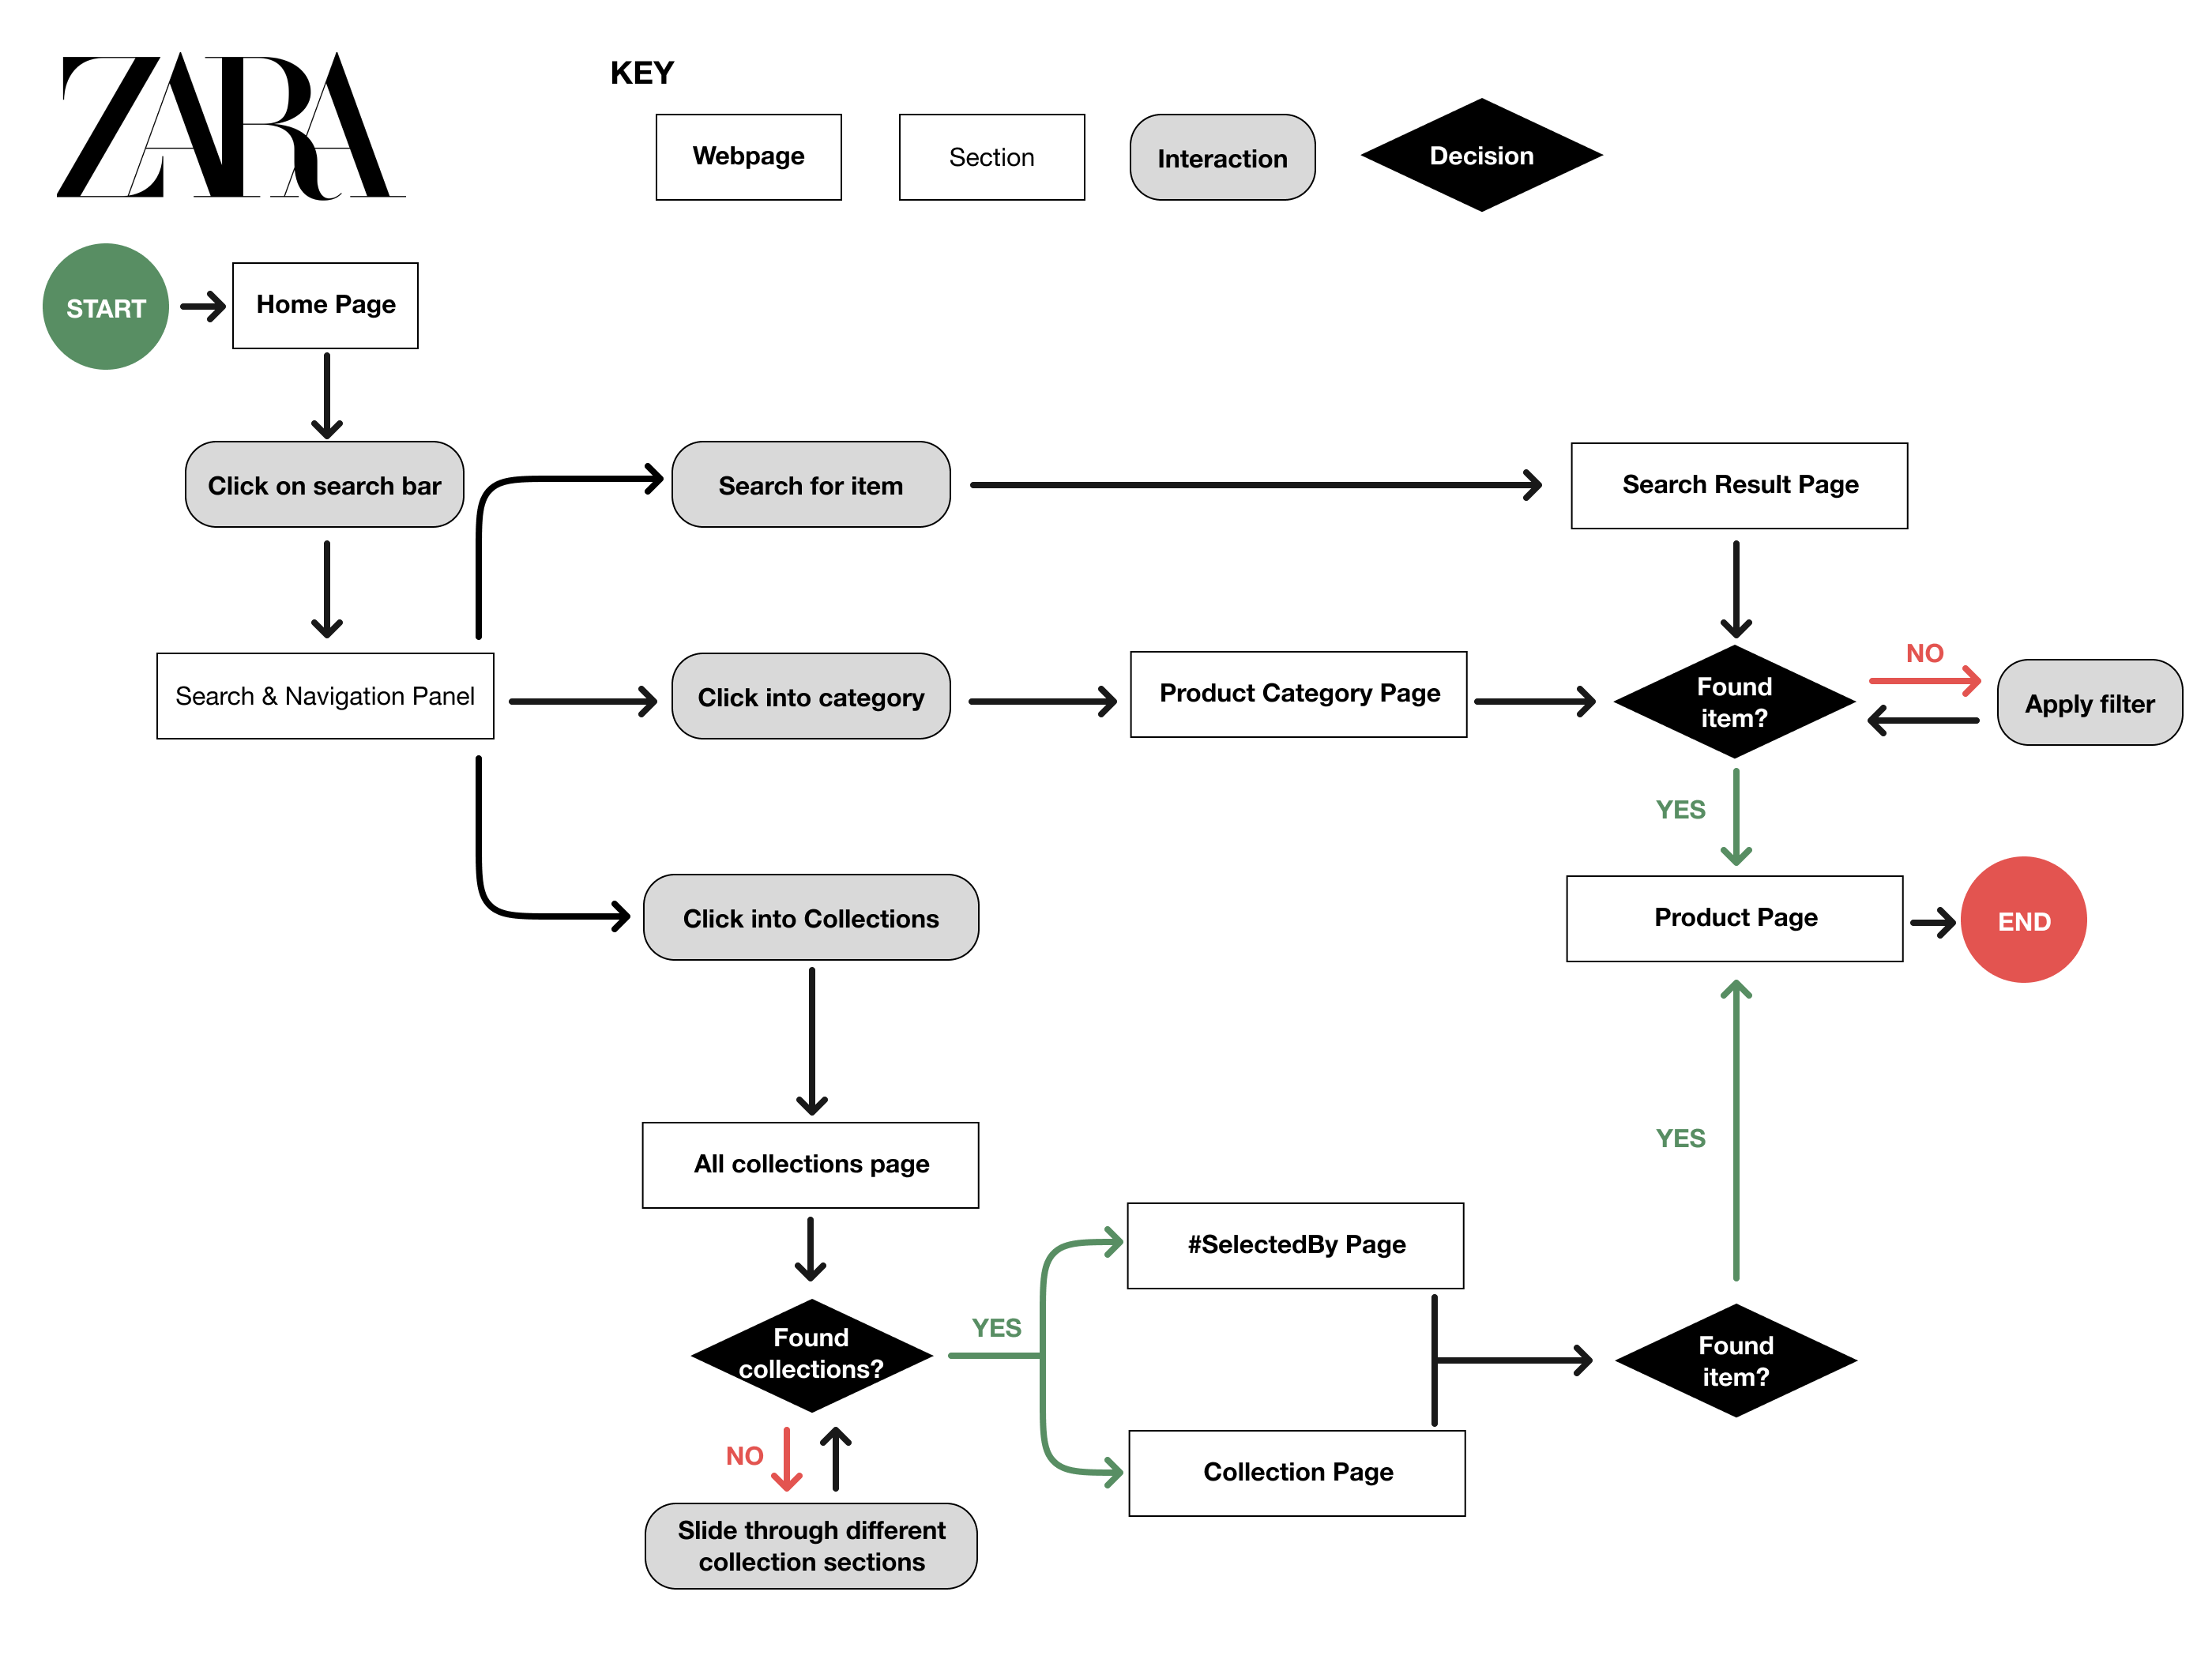 ZARA
KEY
Webpage
Section
Interaction
Decision
START
Home Page
Click on search bar
Search for item
Search Result Page
Search & Navigation Panel
Click into category
Product Category Page
Found
item?
NO
Apply filter
YES
Click into Collections
Product Page
END
All collections page
YES
#SelectedBy Page
Found
collections?
YES
Found
item?
NO
Collection Page
Slide through different
collection sections